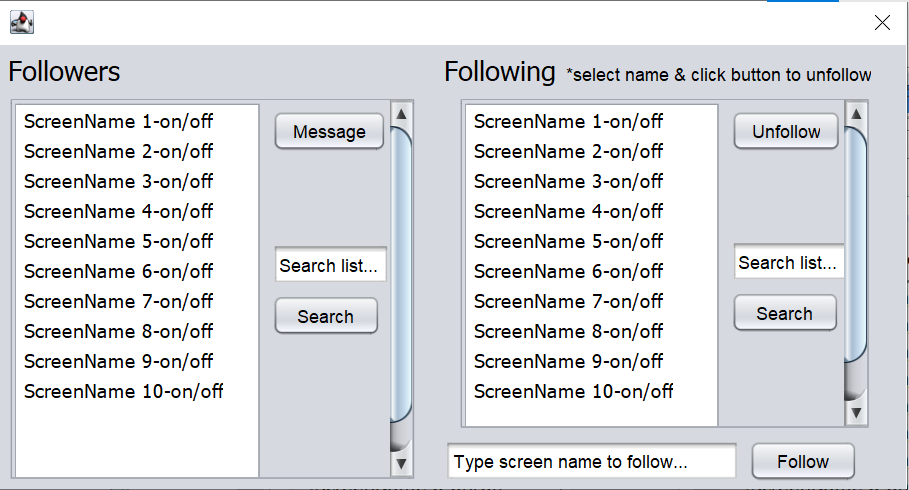 Followers
ScreenName 1-on/off
ScreenName 2-on/off
ScreenName 3-on/off
ScreenName 4-on/off
ScreenName 5-on/off
ScreenName 6-on/off
ScreenName 7-on/off
ScreenName 8-on/off
ScreenName 9-on/off
ScreenName 10-on/off
Message
Search list...
Search
Following *select name & click button to unfollow
ScreenName 1-on/off
ScreenName 2-on/off
ScreenName 3-on/off
ScreenName 4-on/off
ScreenName 5-on/off
ScreenName 6-on/off
ScreenName 7-on/off
ScreenName 8-on/off
ScreenName 9-on/off
ScreenName 10-on/off
Unfollow
Search list...
Search
Type screen name to follow...
Follow